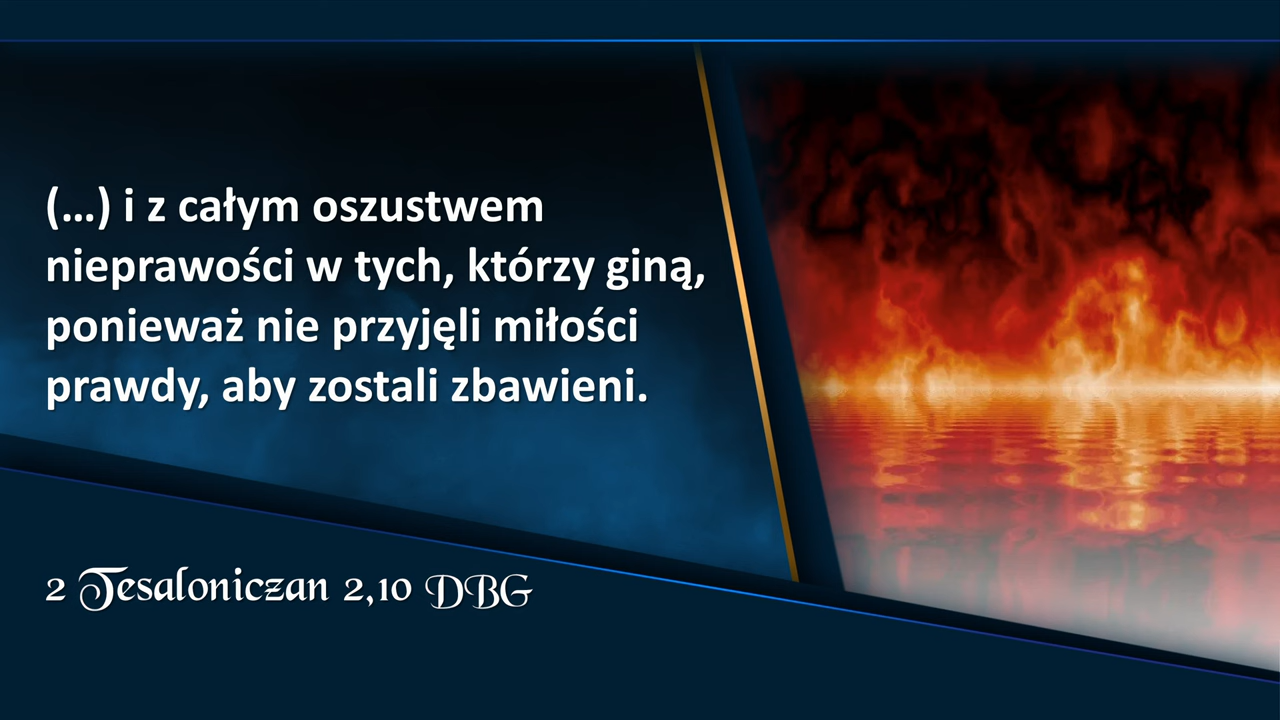 (...) i z całym oszustwem
nieprawości w tych, którzy giną,
ponieważ nie przyjęli miłości
prawdy, aby zostali zbawieni.
2 Tesaloniczan 2,10 DBG